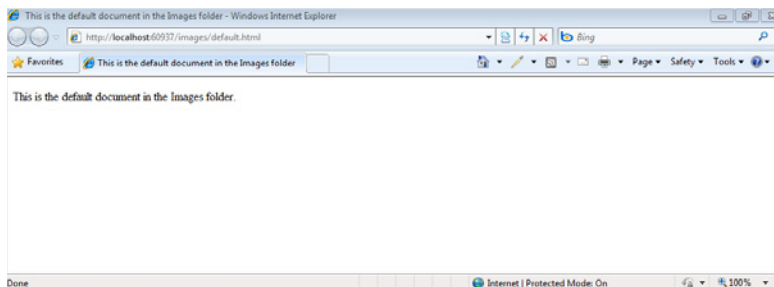 This is the default document in the Images folder - Windows Internet Explorer
http://localhost:60937/images/default.html
Bing
Favorites This is the default document in the Images folder
Page Safety Tools
This is the default document in the Images folder.
Done Internet | Protected Mode: On 100%